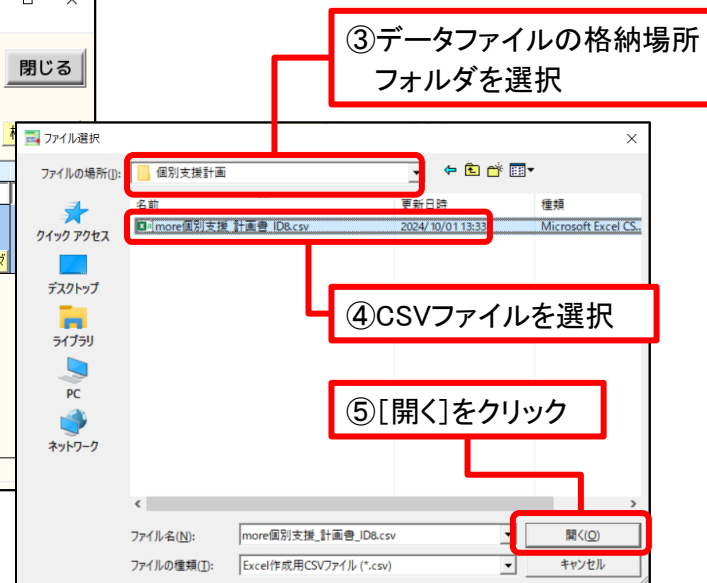 ③データファイルの格納場所
フォルダを選択
閉じる
ファイル選択
ファイルの場所(I):
個別支援計画
名前
更新日時
種類
more個別支援_計画書_ID8.csv
2024/10/01 13:33
Microsoft Excel CS...
クイック アクセス
デスクトップ
④CSVファイルを選択
ライブラリ
PC
⑤[開く]をクリック
ネットワーク
ファイル名(N):
more個別支援_計画書_ID8.csv
開く(O)
ファイルの種類(T):
Excel作成用CSVファイル (*.csv)
キャンセル